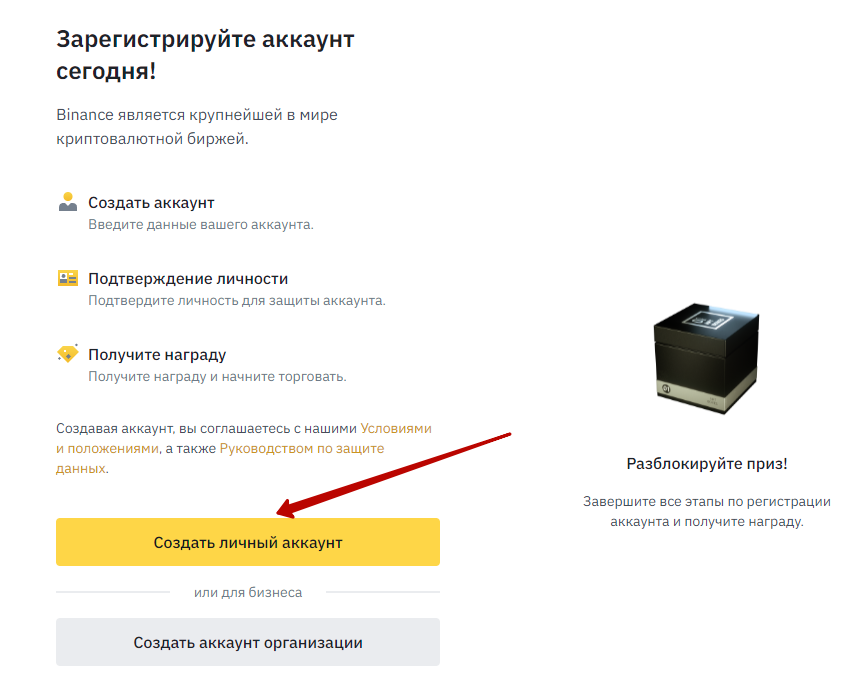 Зарегистрируйте аккаунт
сегодня!
Binance является крупнейшей в мире
криптовалютной биржей.
Создать аккаунт
Введите данные вашего аккаунта.
Подтверждение личности
Подтвердите личность для защиты аккаунта.
Получите награду
Получите награду и начните торговать.
Создавая аккаунт, вы соглашаетесь с нашими Условиями
и положениями, а также Руководством по защите
данных.
Создать личный аккаунт
или для бизнеса
Создать аккаунт организации
Разблокируйте приз!
Завершите все этапы по регистрации
аккаунта и получите награду.